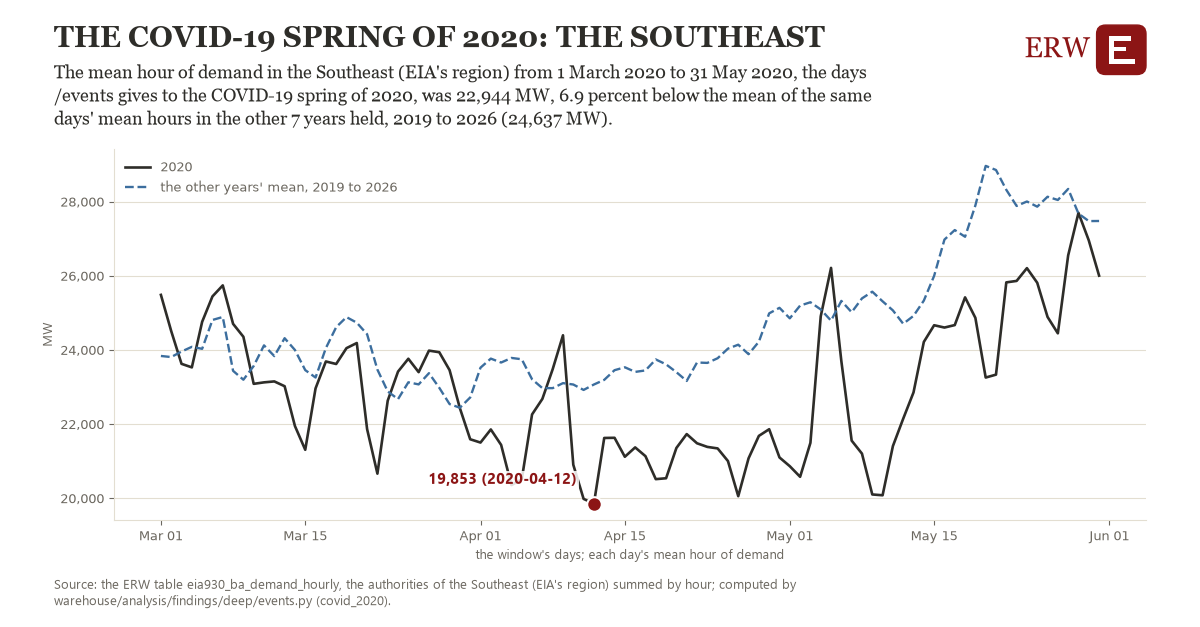 THE COVID-19 SPRING OF 2020: THE SOUTHEAST
ERW E
The mean hour of demand in the Southeast (EIA's region) from 1 March 2020 to 31 May 2020, the days
/events gives to the COVID-19 spring of 2020, was 22,944 MW, 6.9 percent below the mean of the same
days' mean hours in the other 7 years held, 2019 to 2026 (24,637 MW).
2020
the other years' mean, 2019 to 2026
28,000
26,000
24,000
22,000
20,000
MW
19,853 (2020-04-12)
Mar 01
Mar 15
Apr 01
Apr 15
May 01
May 15
Jun 01
the window's days; each day's mean hour of demand
Source: the ERW table eia930_ba_demand_hourly, the authorities of the Southeast (EIA's region) summed by hour; computed by
warehouse/analysis/findings/deep/events.py (covid_2020).